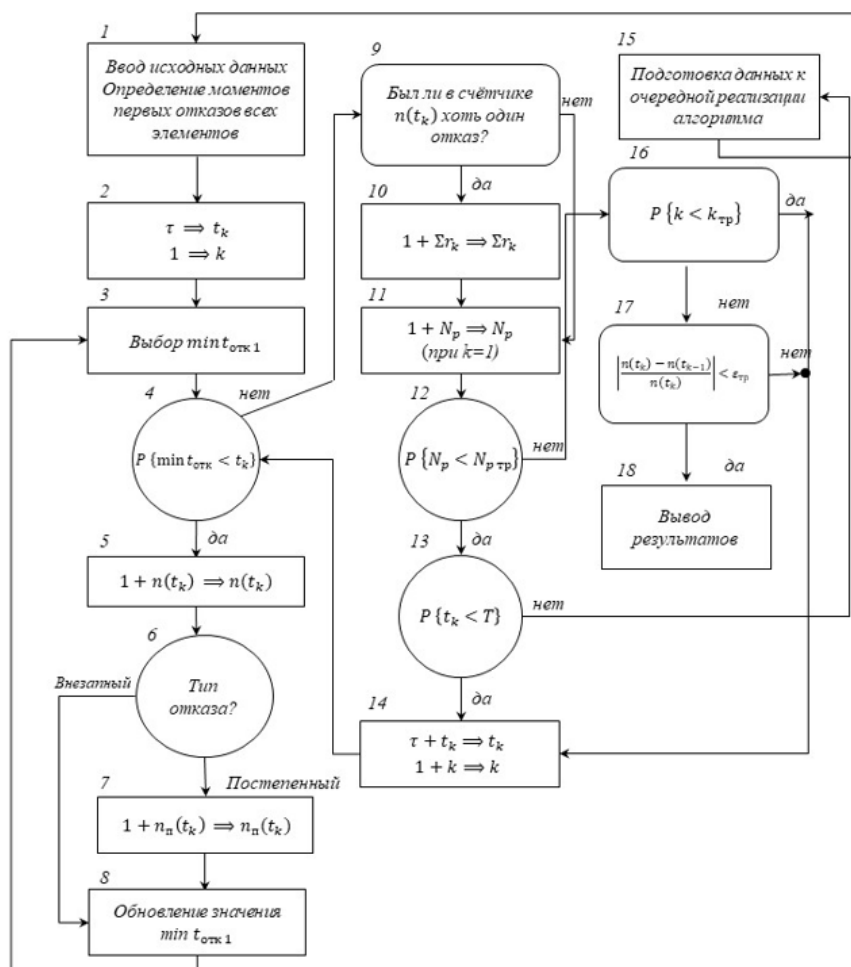 1
Ввод исходных данных
Определение моментов
первых отказов всех
элементов
2
τ ⇒ t_k
1 ⇒ k
3
Выбор min t_отк 1
4
P {min t_отк < t_k}
нет
да
5
1 + n(t_k) ⇒ n(t_k)
6
Тип
отказа?
Внезапный
Постепенный
7
1 + n_п(t_k) ⇒ n_п(t_k)
8
Обновление значения
min t_отк 1
9
Был ли в счётчике
n(t_k) хоть один
отказ?
нет
да
10
1 + Σr_k ⇒ Σr_k
11
1 + N_p ⇒ N_p
(при k=1)
12
P {N_p < N_p тр}
нет
да
13
P {t_k < T}
нет
да
14
τ + t_k ⇒ t_k
1 + k ⇒ k
15
Подготовка данных к
очередной реализации
алгоритма
16
P {k < k_тр}
да
нет
17
|(n(t_k) − n(t_{k−1}))/n(t_k)| < ε_тр
нет
да
18
Вывод
результатов